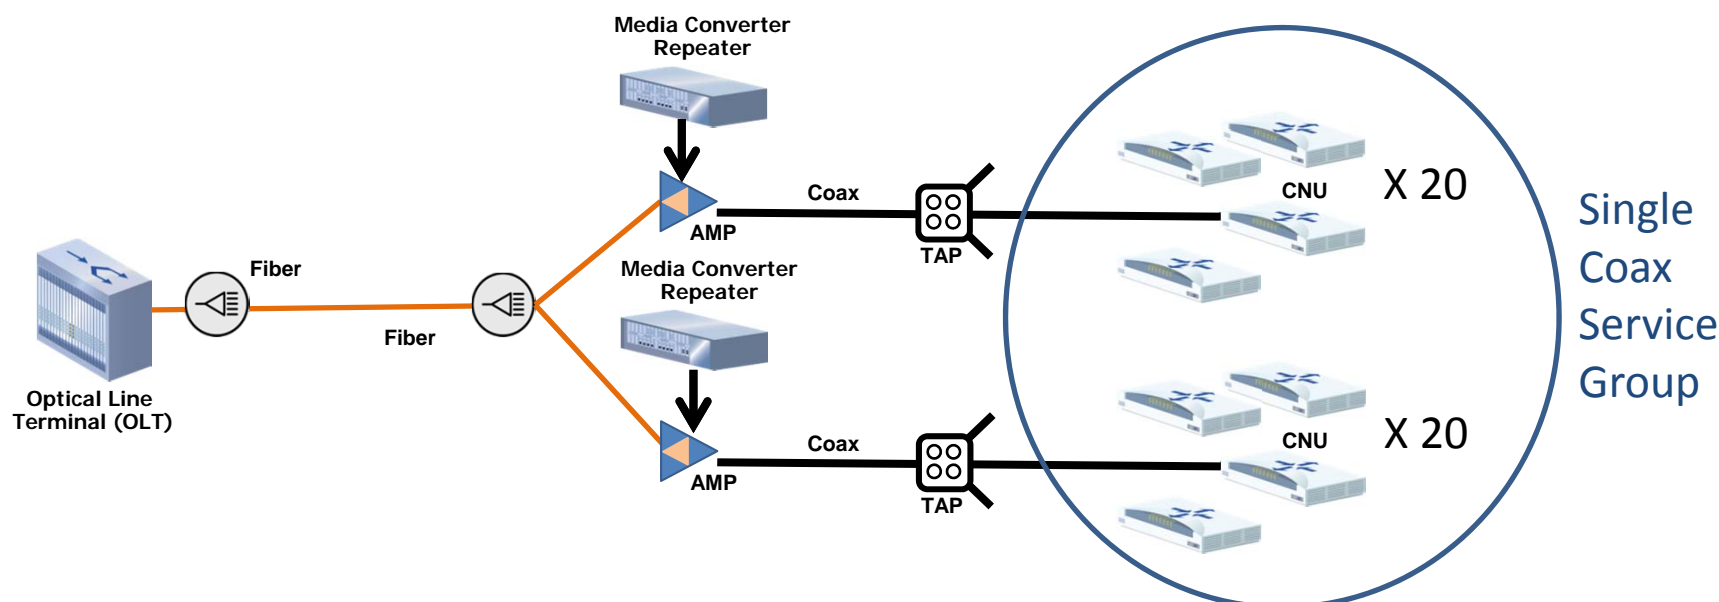 Media Converter
Repeater
Coax
CNU
X 20
AMP
TAP
Fiber
Fiber
Optical Line
Terminal (OLT)
Media Converter
Repeater
Coax
CNU
X 20
AMP
TAP
Single
Coax
Service
Group